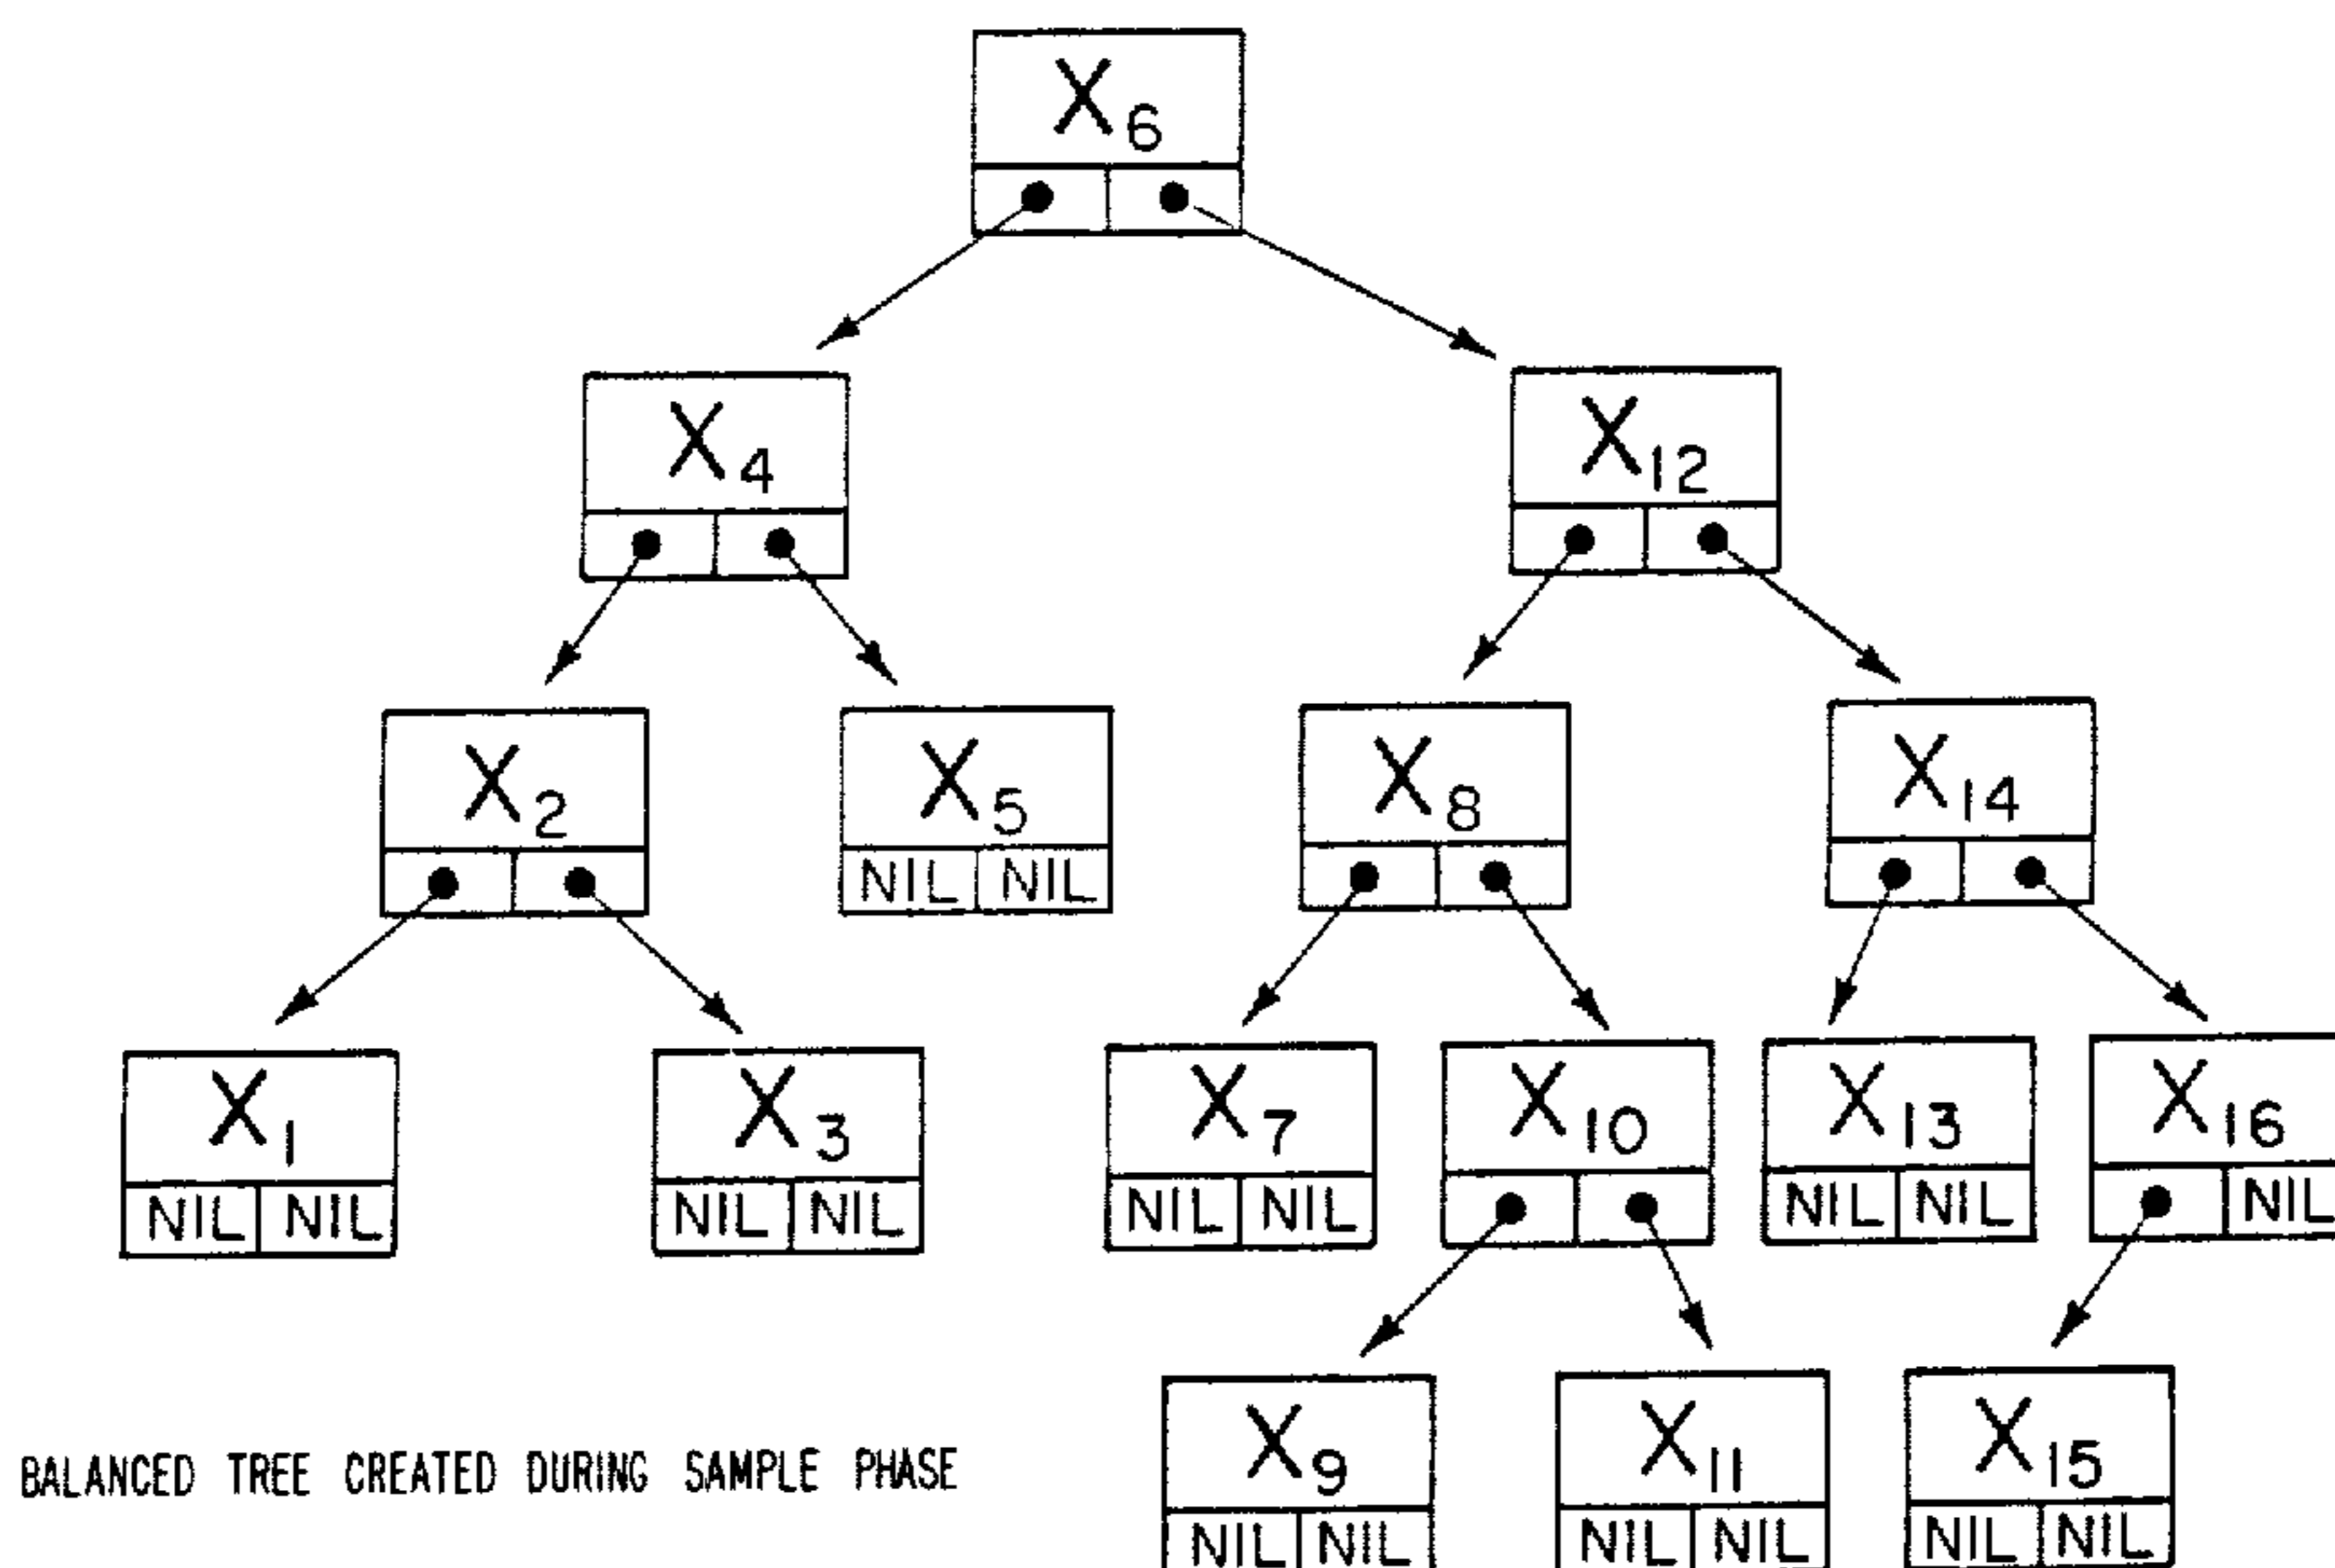 X6
X4 X12
X2 X5 X8 X14
NIL NIL
X1 X3 X7 X10 X13 X16
NIL NIL NIL NIL NIL NIL NIL NIL NIL
X9 X11 X15
BALANCED TREE CREATED DURING SAMPLE PHASE
NIL NIL NIL NIL NIL NIL